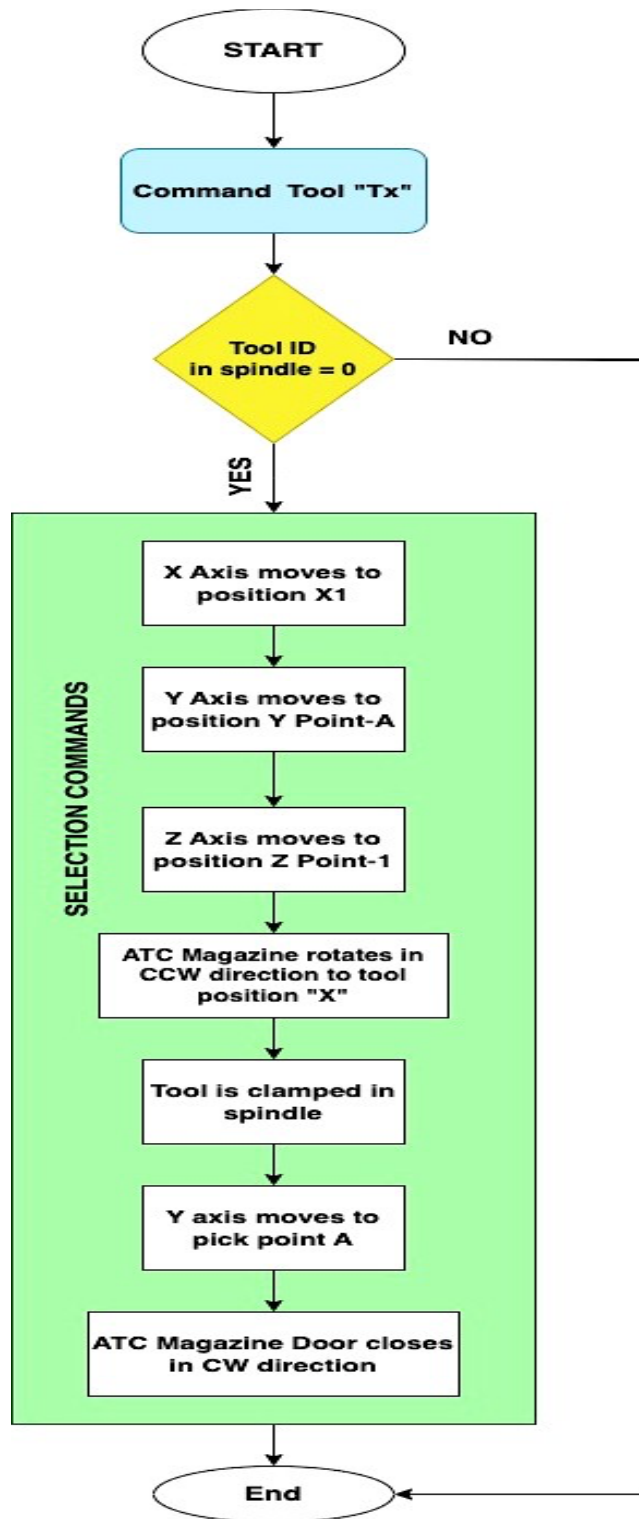 START
Command Tool "Tx"
Tool ID
in spindle = 0
NO
YES
SELECTION COMMANDS
X Axis moves to
position X1
Y Axis moves to
position Y Point-A
Z Axis moves to
position Z Point-1
ATC Magazine rotates in
CCW direction to tool
position "X"
Tool is clamped in
spindle
Y axis moves to
pick point A
ATC Magazine Door closes
in CW direction
End